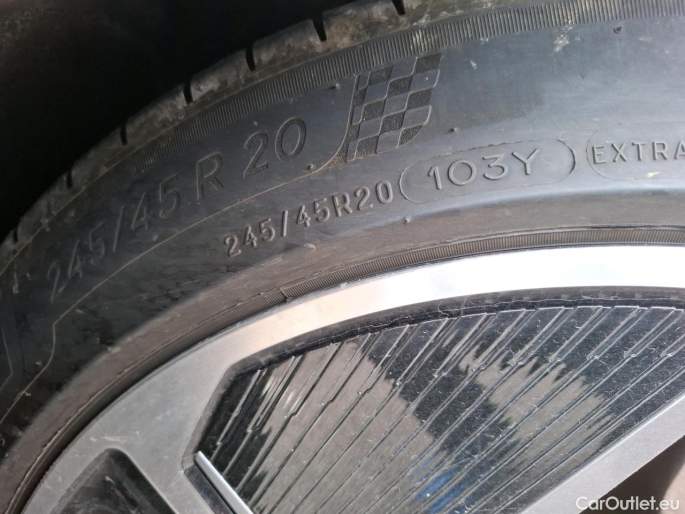 245/45 R 20
245/45R20 (103Y) EXTRA
CarOutlet.eu